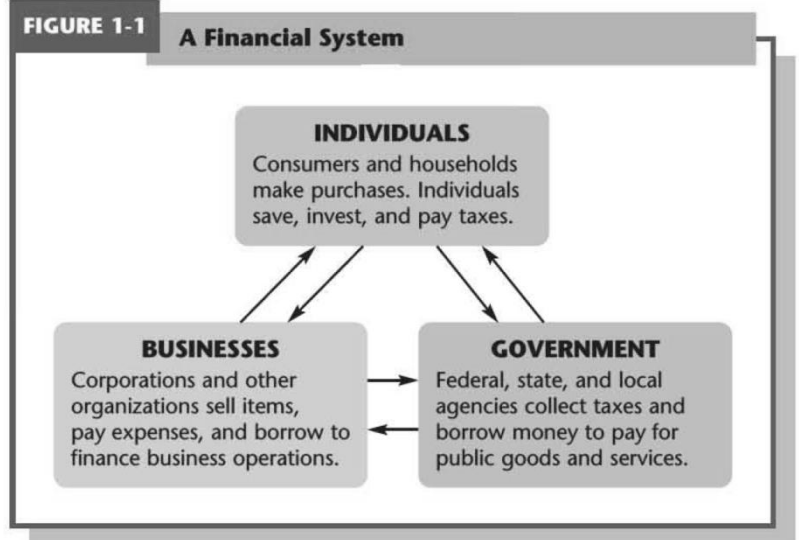 FIGURE 1-1
A Financial System
INDIVIDUALS
Consumers and households
make purchases. Individuals
save, invest, and pay taxes.
BUSINESSES
Corporations and other
organizations sell items,
pay expenses, and borrow to
finance business operations.
GOVERNMENT
Federal, state, and local
agencies collect taxes and
borrow money to pay for
public goods and services.